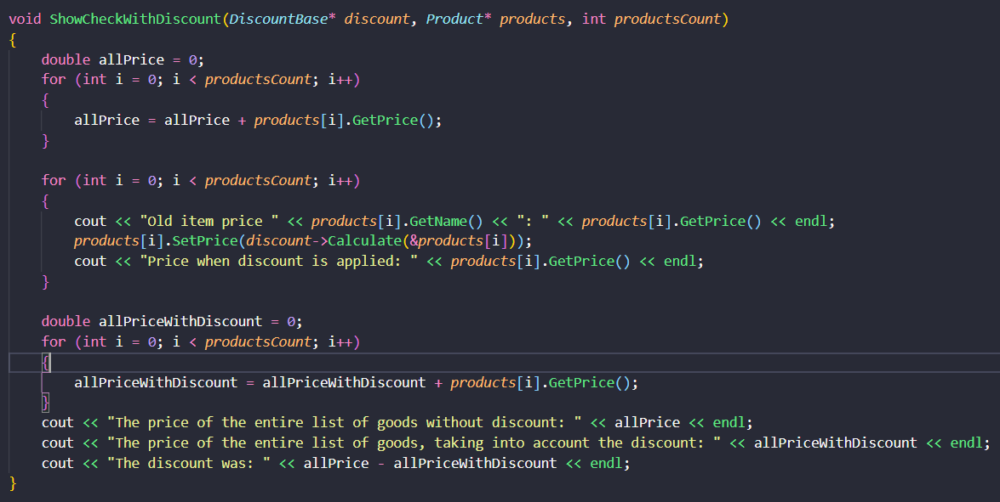 void ShowCheckWithDiscount(DiscountBase* discount, Product* products, int productsCount)
{
    double allPrice = 0;
    for (int i = 0; i < productsCount; i++)
    {
        allPrice = allPrice + products[i].GetPrice();
    }

    for (int i = 0; i < productsCount; i++)
    {
        cout << "Old item price " << products[i].GetName() << ": " << products[i].GetPrice() << endl;
        products[i].SetPrice(discount->Calculate(&products[i]));
        cout << "Price when discount is applied: " << products[i].GetPrice() << endl;
    }

    double allPriceWithDiscount = 0;
    for (int i = 0; i < productsCount; i++)
    {
        allPriceWithDiscount = allPriceWithDiscount + products[i].GetPrice();
    }
    cout << "The price of the entire list of goods without discount: " << allPrice << endl;
    cout << "The price of the entire list of goods, taking into account the discount: " << allPriceWithDiscount << endl;
    cout << "The discount was: " << allPrice - allPriceWithDiscount << endl;
}